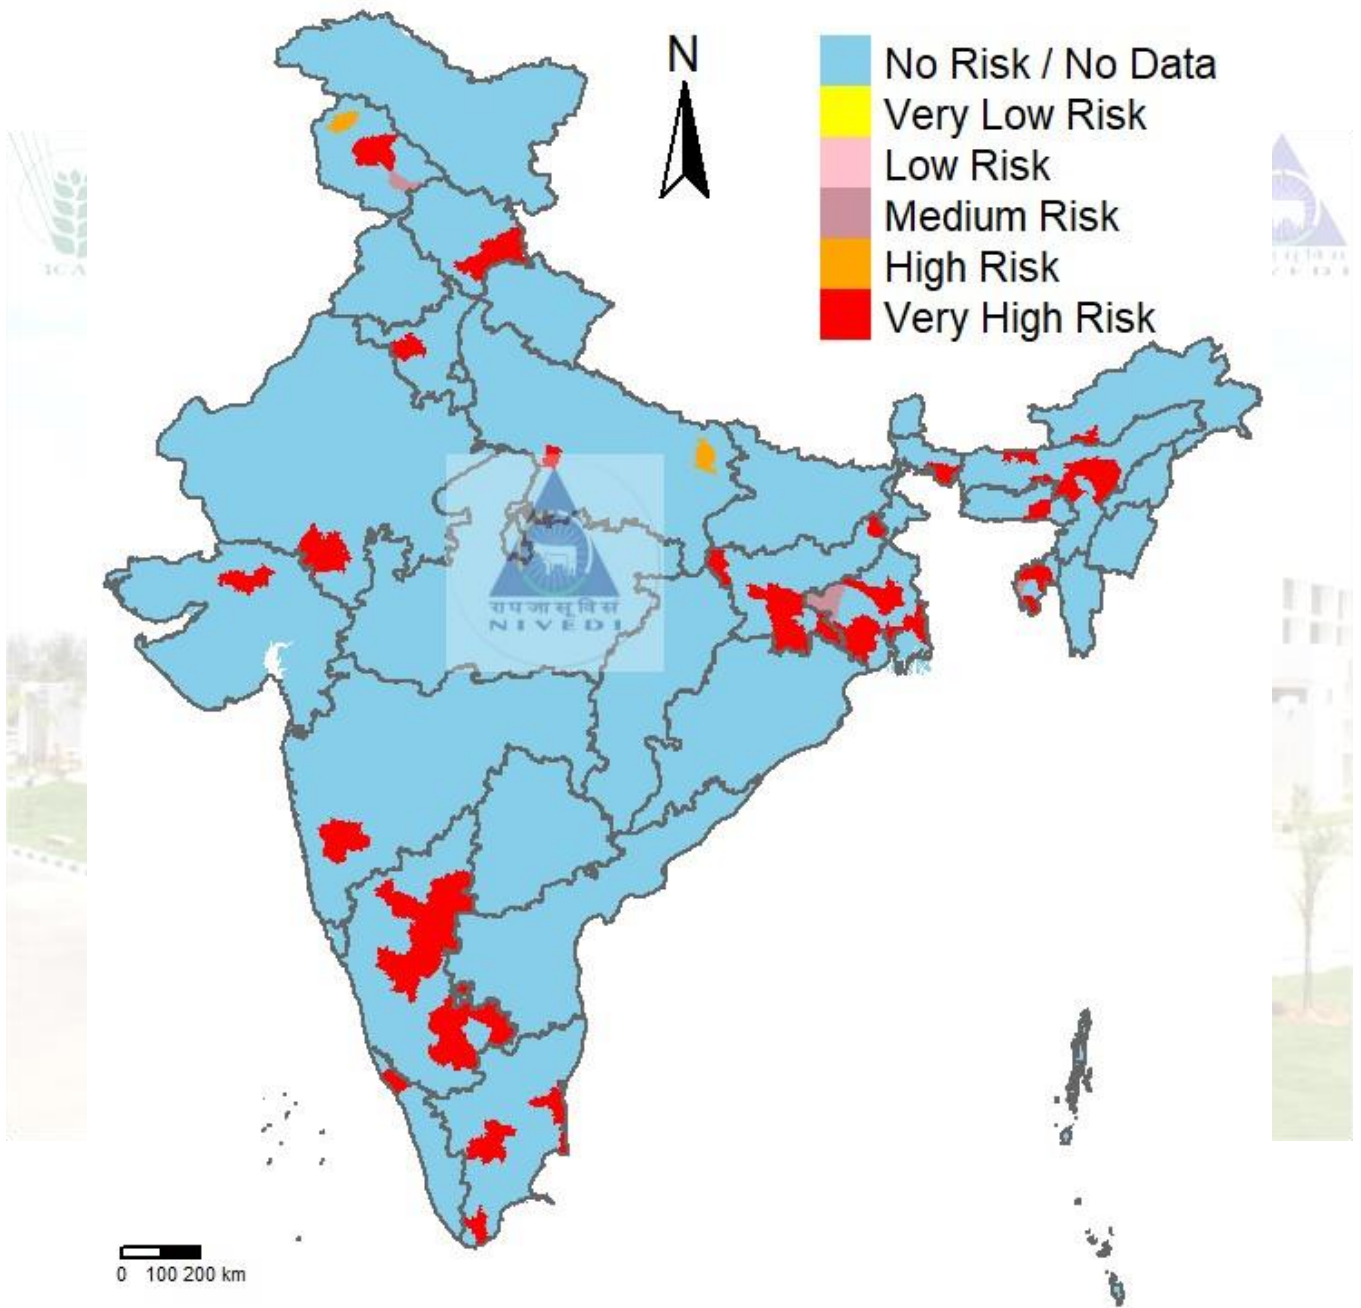 N
No Risk / No Data
Very Low Risk
Low Risk
Medium Risk
High Risk
Very High Risk
रापजासूविसं
NIVEDI
0 100 200 km